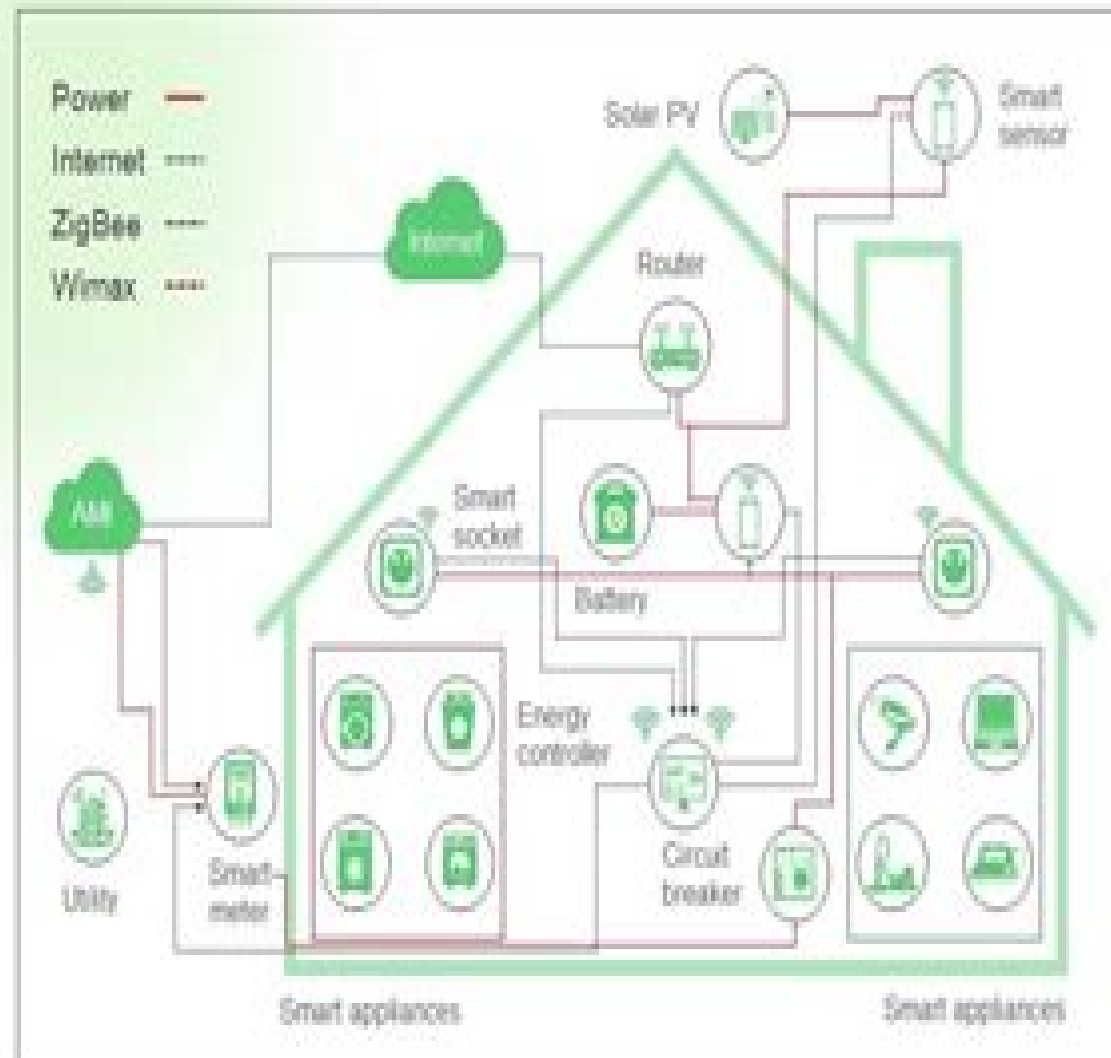 Power
Internet
ZigBee
Wimax
Solar PV
Smart
sensor
Internet
Router
AMI
Smart
socket
Battery
Energy
controller
Circuit
breaker
Smart
meter
Utility
Smart appliances
Smart appliances